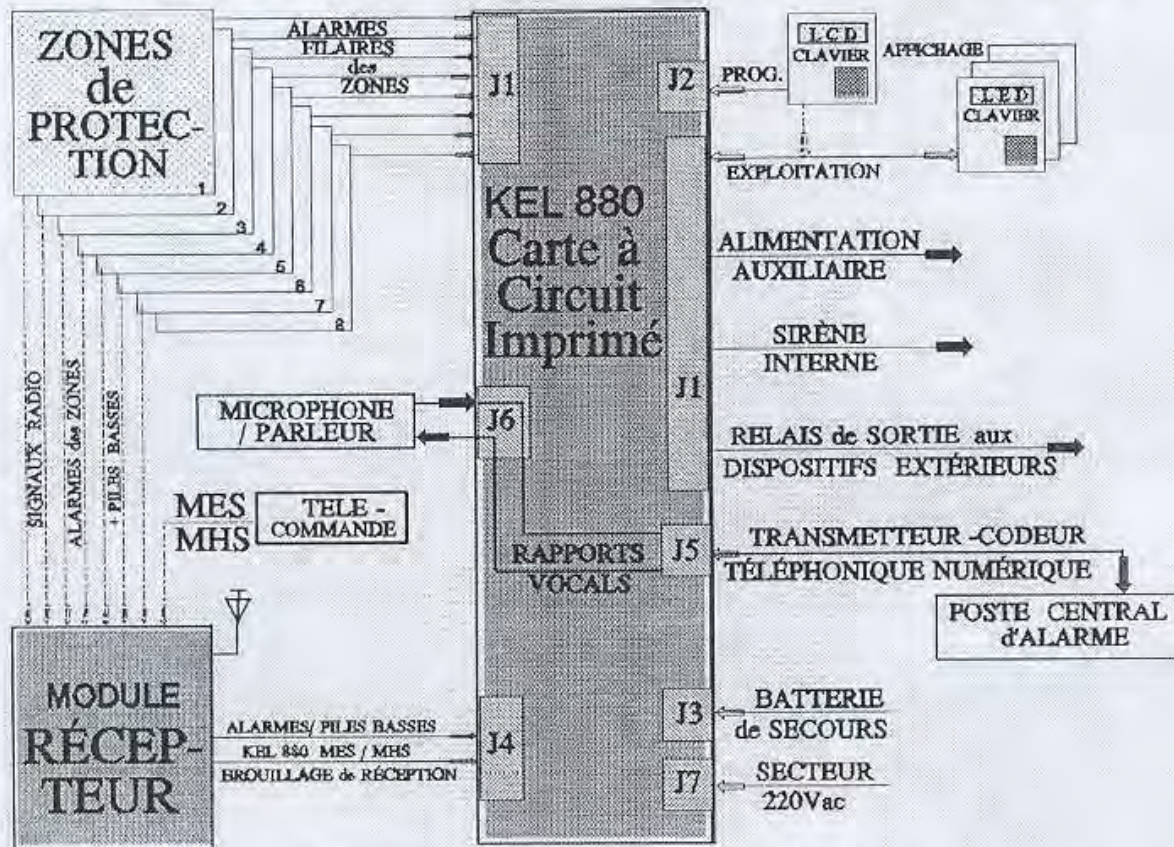 ZONES
de
PROTEC-
TION
1
2
3
4
5
6
7
8
ALARMES
FILAIRES
des
ZONES
J1
J2
PROG.
LCD
CLAVIER
AFFICHAGE
LED
CLAVIER
EXPLOITATION
KEL 880
Carte à
Circuit
Imprimé
J1
ALIMENTATION
AUXILIAIRE
SIRÈNE
INTERNE
RELAIS de SORTIE aux
DISPOSITIFS EXTÉRIEURS
MICROPHONE
/ PARLEUR
J6
SIGNAUX RADIO
ALARMES des ZONES
+ PILES BASSES
MES
MHS
TELE -
COMMANDE
RAPPORTS
VOCALS
J5
TRANSMETTEUR -CODEUR
TÉLÉPHONIQUE NUMÉRIQUE
POSTE CENTRAL
d'ALARME
MODULE
RÉCEP-
TEUR
ALARMES/ PILES BASSES
KEL 880 MES / MHS
BROUILLAGE de RÉCEPTION
J4
J3
BATTERIE
de SECOURS
J7
SECTEUR
220Vac